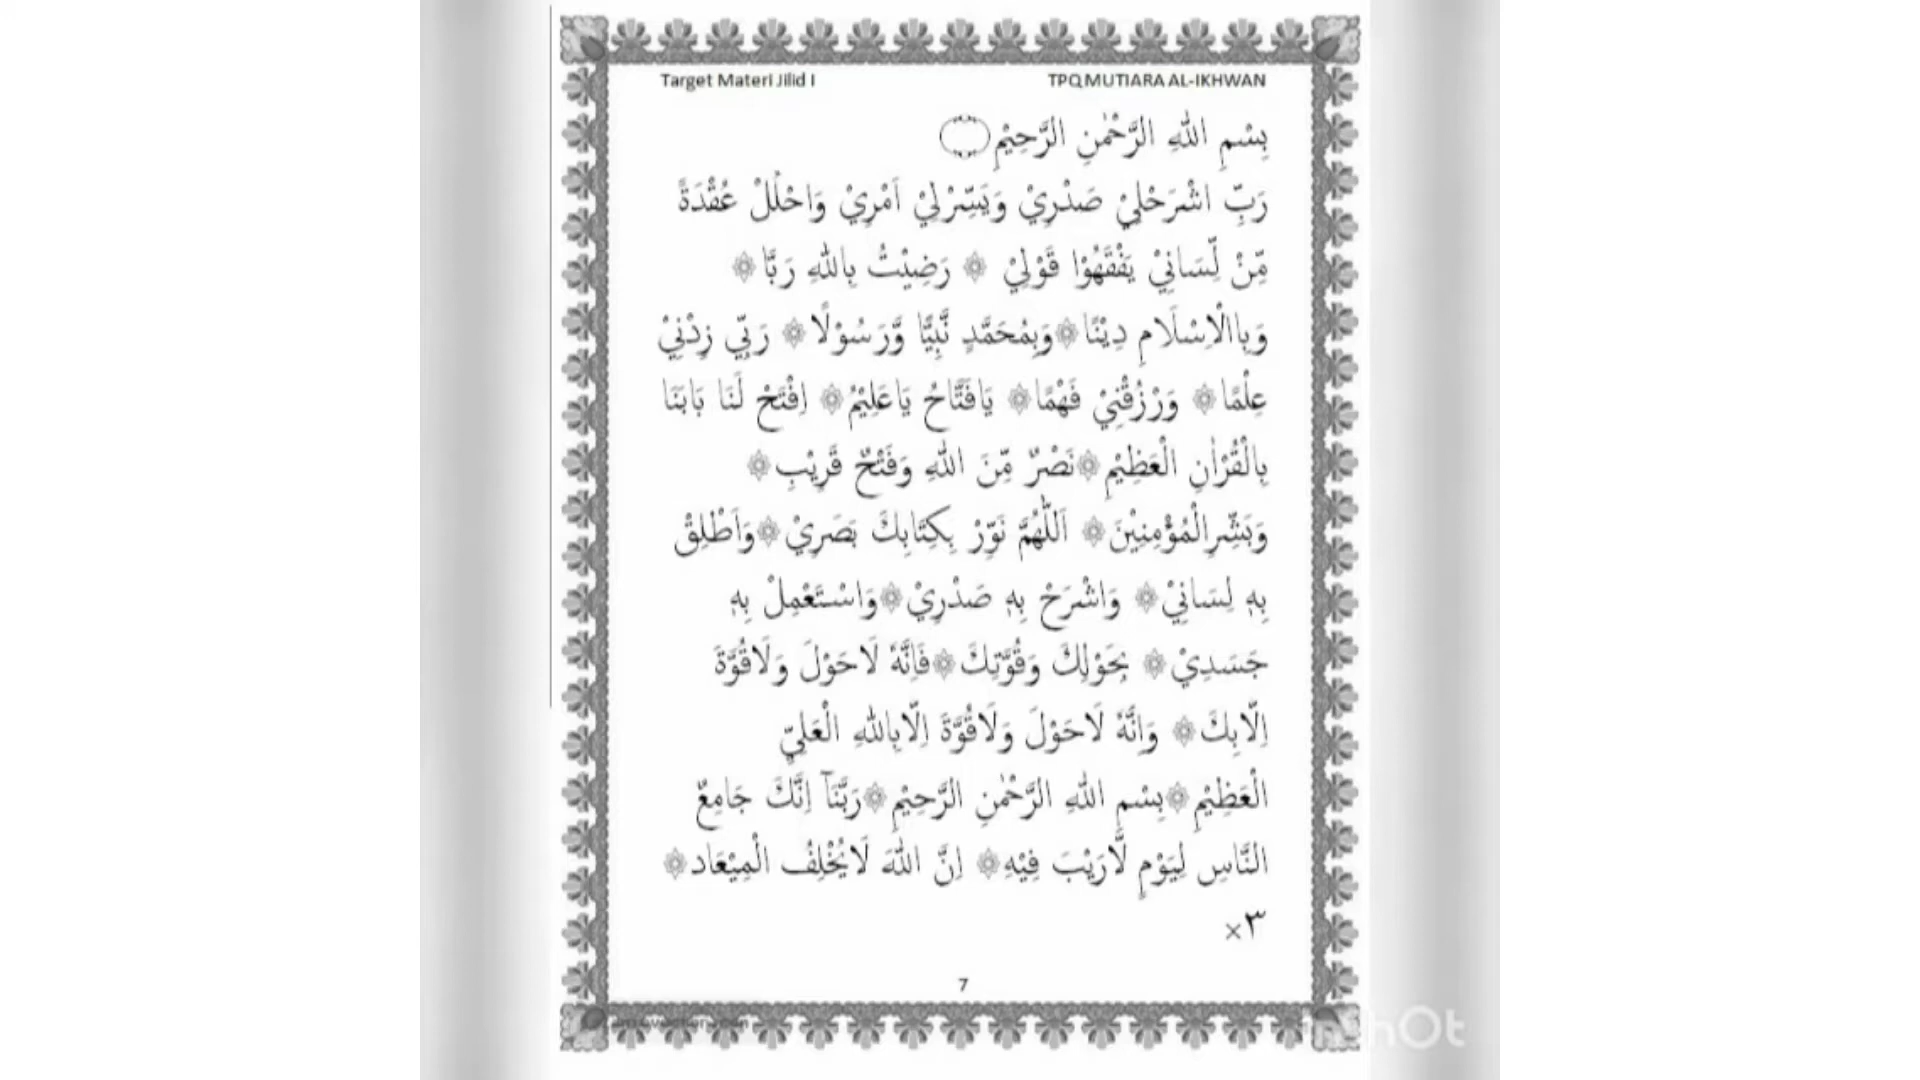 Target Materi Jilid I TPQ MUTIARA AL-IKHWAN
بِسْمِ اللهِ الرَّحْمٰنِ الرَّحِيْمِ
رَبِّ اشْرَحْلِيْ صَدْرِيْ وَيَسِّرْلِيْ اَمْرِيْ وَاحْلُلْ عُقْدَةً
مِّنْ لِّسَانِيْ يَفْقَهُوْا قَوْلِيْ ۞ رَضِيْتُ بِاللهِ رَبًّا ۞
وَبِاالْاِسْلَامِ دِيْنًا ۞ وَبِمُحَمَّدٍ نَّبِيًّا وَّرَسُوْلًا ۞ رَبِّي زِدْنِيْ
عِلْمًا ۞ وَرْزُقْنِيْ فَهْمًا ۞ يَافَتَّاحُ يَاعَلِيْمُ ۞ اِفْتَحْ لَنَا بَابَنَا
بِالْقُرْاٰنِ الْعَظِيْمِ ۞ نَصْرٌ مِّنَ اللهِ وَفَتْحٌ قَرِيْبِ ۞
وَبَشِّرِالْمُؤْمِنِيْنَ ۞ اَللّٰهُمَّ نَوِّرْ بِكِتَابِكَ بَصَرِيْ ۞ وَاَطْلِقْ
بِهٖ لِسَانِيْ ۞ وَاشْرَحْ بِهٖ صَدْرِيْ ۞ وَاسْتَعْمِلْ بِهٖ
جَسَدِيْ ۞ بِحَوْلِكَ وَقُوَّتِكَ ۞ فَاِنَّهٗ لَاحَوْلَ وَلَاقُوَّةَ
اِلَّابِكَ ۞ وَاِنَّهٗ لَاحَوْلَ وَلَاقُوَّةَ اِلَّابِاللهِ الْعَلِيِّ
الْعَظِيْمِ ۞ بِسْمِ اللهِ الرَّحْمٰنِ الرَّحِيْمِ ۞ رَبَّنَآ اِنَّكَ جَامِعُ
النَّاسِ لِيَوْمٍ لَّارَيْبَ فِيْهِ ۞ اِنَّ اللهَ لَايُخْلِفُ الْمِيْعَاد ۞
٣×
7